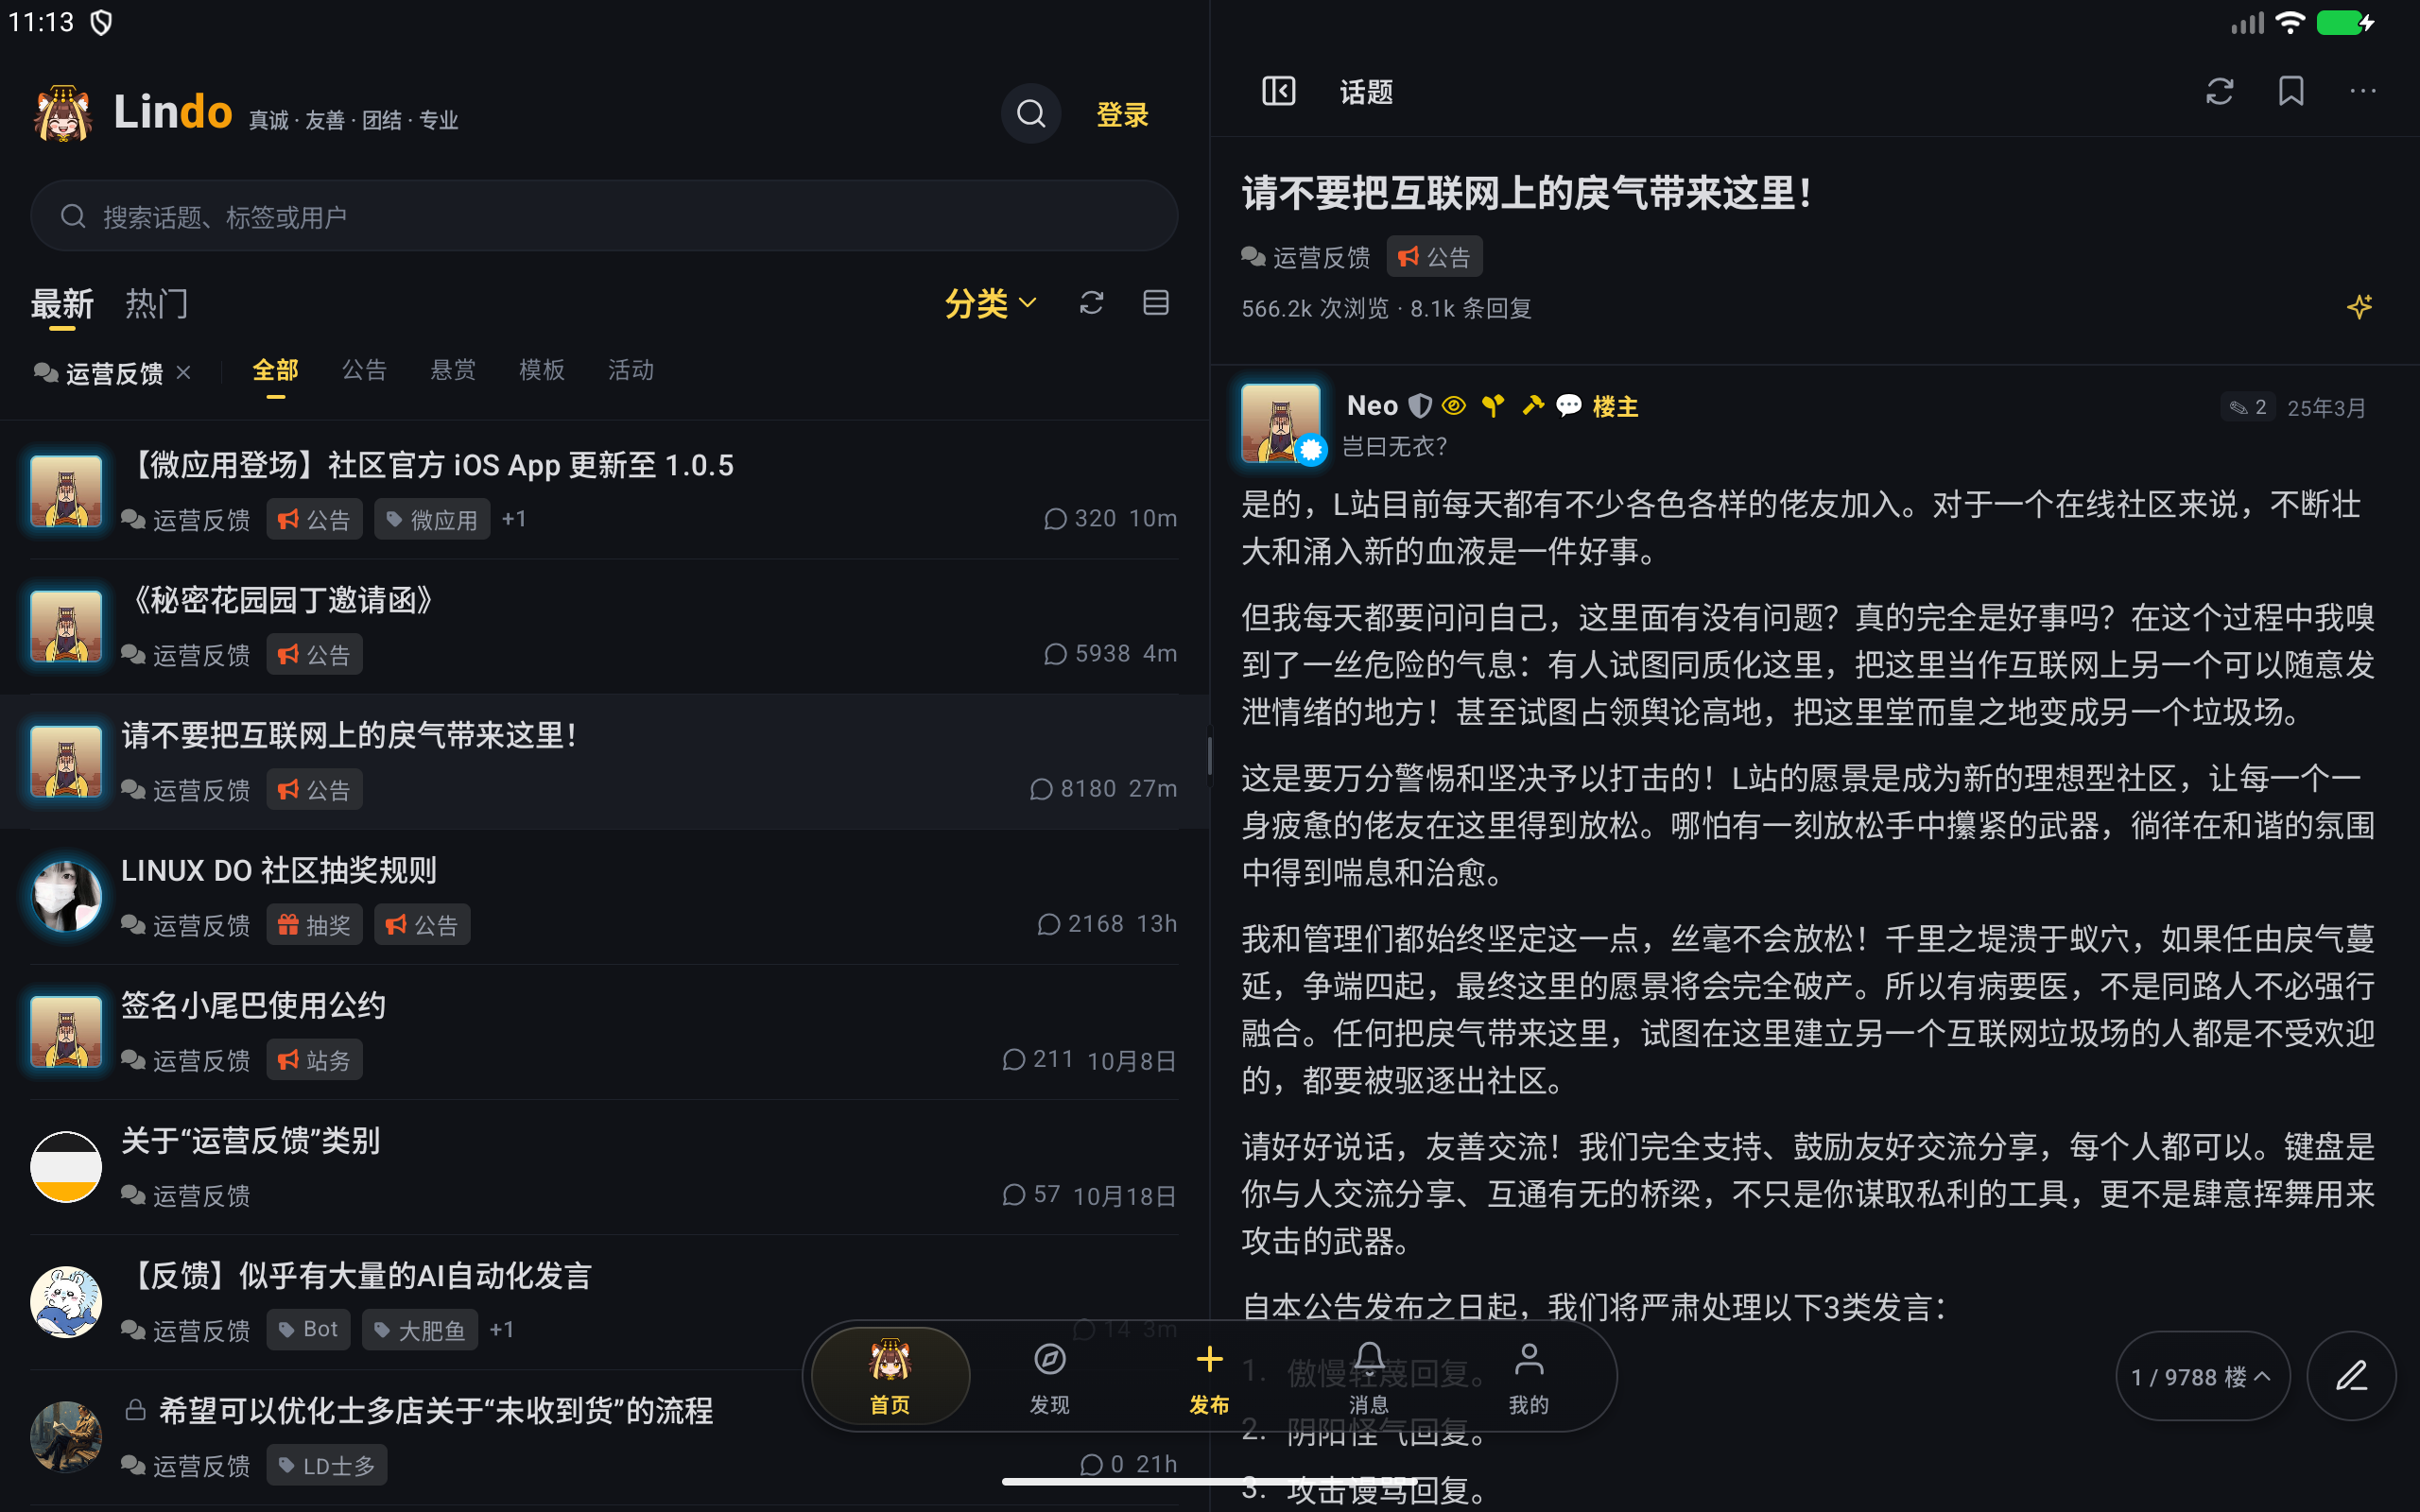 11:13
Lindo 真诚 · 友善 · 团结 · 专业
登录
搜索话题、标签或用户
最新 热门 分类
运营反馈 × 全部 公告 悬赏 模板 活动
【微应用登场】社区官方 iOS App 更新至 1.0.5
运营反馈 公告 微应用 +1 320 10m
《秘密花园园丁邀请函》
运营反馈 公告 5938 4m
请不要把互联网上的戾气带来这里！
运营反馈 公告 8180 27m
LINUX DO 社区抽奖规则
运营反馈 抽奖 公告 2168 13h
签名小尾巴使用公约
运营反馈 站务 211 10月8日
关于“运营反馈”类别
运营反馈 57 10月18日
【反馈】似乎有大量的AI自动化发言
运营反馈 Bot 大肥鱼 +1 14 3m
希望可以优化士多店关于“未收到货”的流程
运营反馈 LD士多 0 21h
首页 发现 发布 消息 我的
话题
请不要把互联网上的戾气带来这里！
运营反馈 公告
566.2k 次浏览 · 8.1k 条回复
Neo 楼主 2 25年3月
岂曰无衣？
是的，L站目前每天都有不少各色各样的佬友加入。对于一个在线社区来说，不断壮
大和涌入新的血液是一件好事。
但我每天都要问问自己，这里面有没有问题？真的完全是好事吗？在这个过程中我嗅
到了一丝危险的气息：有人试图同质化这里，把这里当作互联网上另一个可以随意发
泄情绪的地方！甚至试图占领舆论高地，把这里堂而皇之地变成另一个垃圾场。
这是要万分警惕和坚决予以打击的！L站的愿景是成为新的理想型社区，让每一个一
身疲惫的佬友在这里得到放松。哪怕有一刻放松手中攥紧的武器，徜徉在和谐的氛围
中得到喘息和治愈。
我和管理们都始终坚定这一点，丝毫不会放松！千里之堤溃于蚁穴，如果任由戾气蔓
延，争端四起，最终这里的愿景将会完全破产。所以有病要医，不是同路人不必强行
融合。任何把戾气带来这里，试图在这里建立另一个互联网垃圾场的人都是不受欢迎
的，都要被驱逐出社区。
请好好说话，友善交流！我们完全支持、鼓励友好交流分享，每个人都可以。键盘是
你与人交流分享、互通有无的桥梁，不只是你谋取私利的工具，更不是肆意挥舞用来
攻击的武器。
自本公告发布之日起，我们将严肃处理以下3类发言：
1. 傲慢轻蔑回复。
2. 阴阳怪气回复。
3. 攻击谩骂回复。
1 / 9788 楼